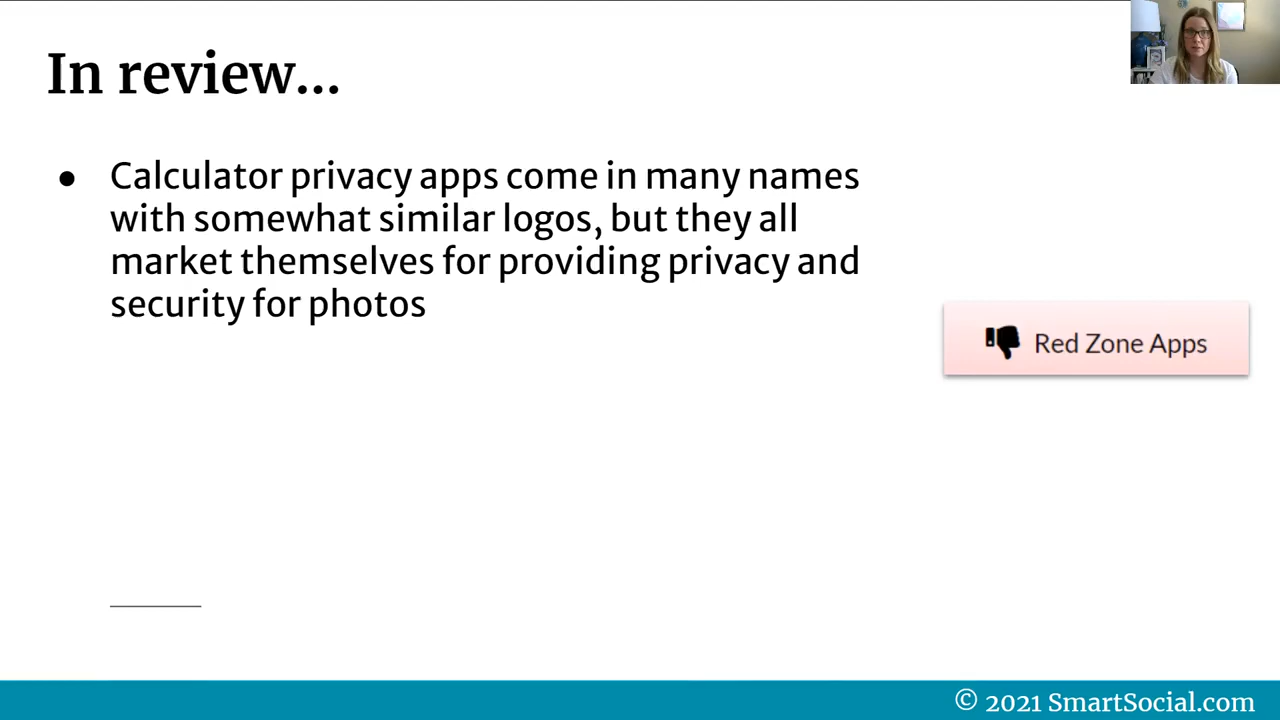 In review...
● Calculator privacy apps come in many names
with somewhat similar logos, but they all
market themselves for providing privacy and
security for photos
Red Zone Apps
© 2021 SmartSocial.com